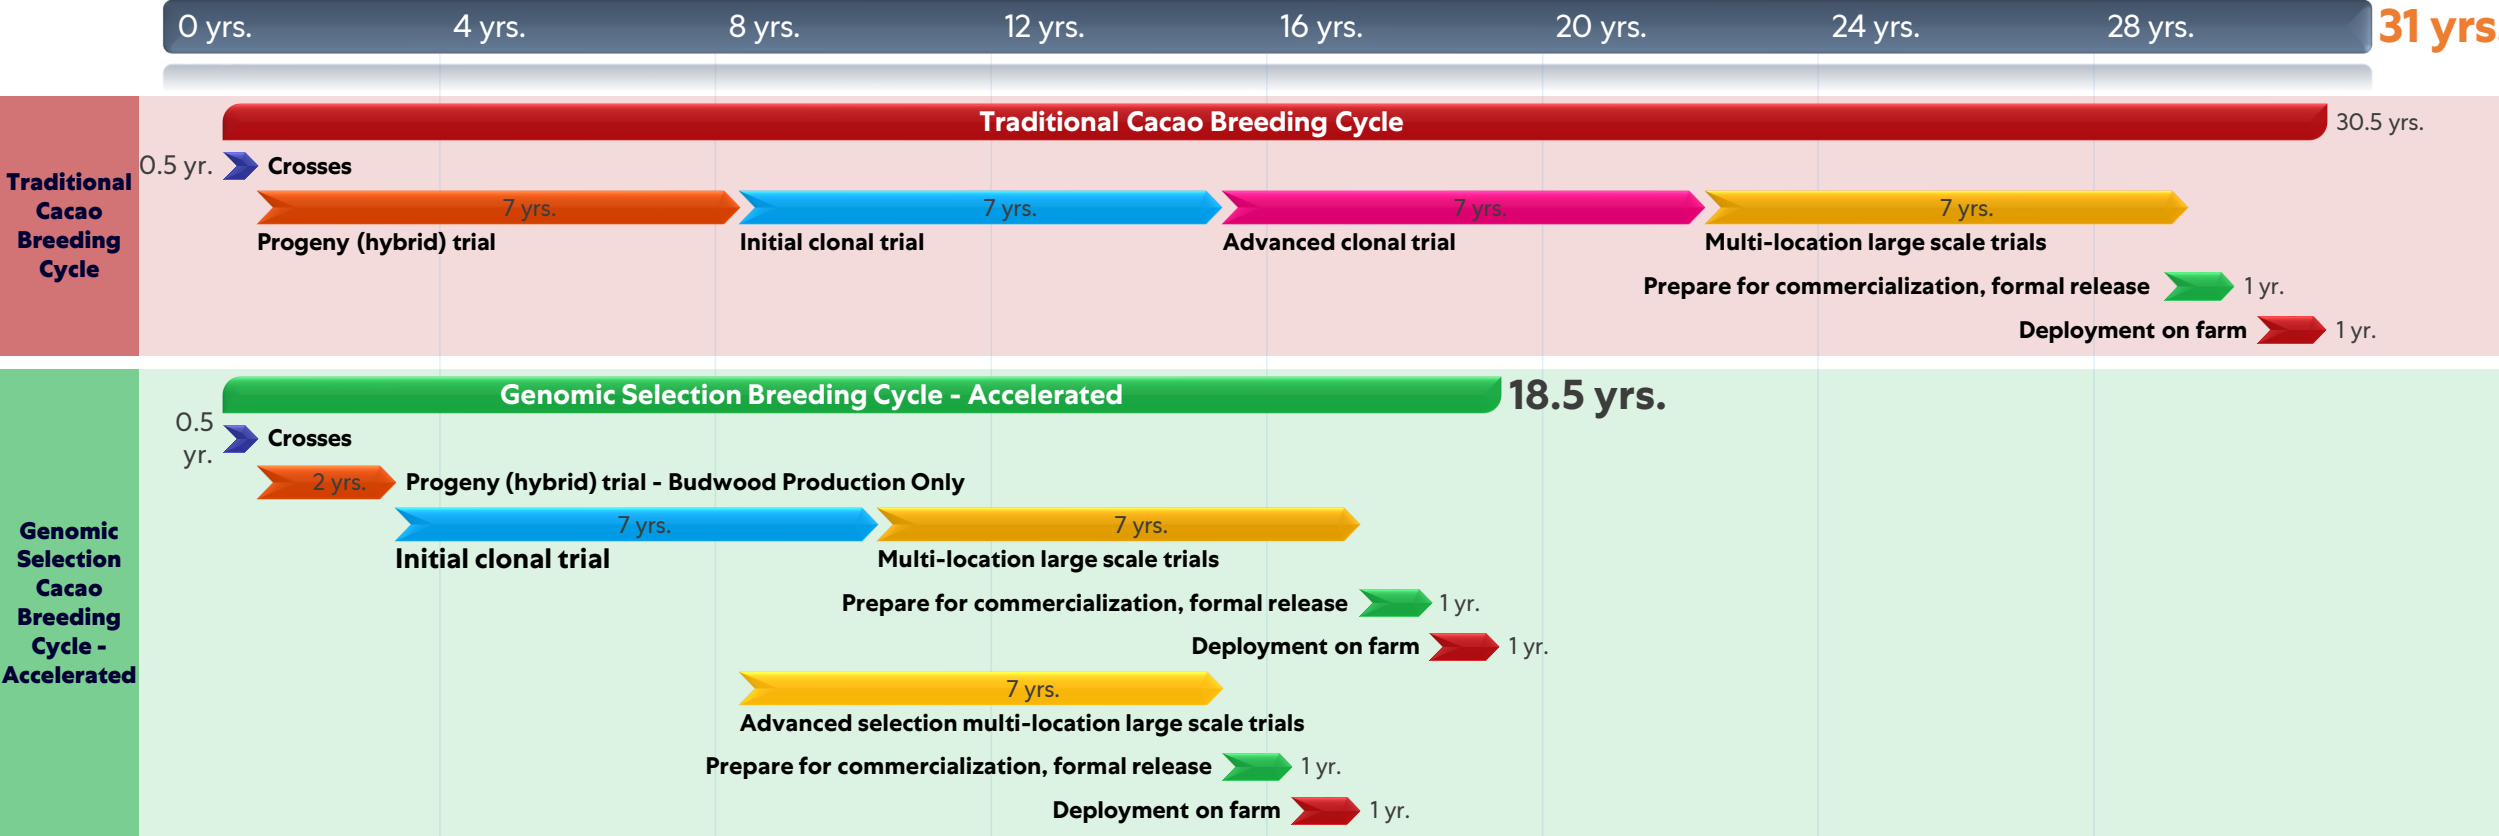 0 yrs. 4 yrs. 8 yrs. 12 yrs. 16 yrs. 20 yrs. 24 yrs. 28 yrs. 31 yrs.
Traditional
Cacao
Breeding
Cycle
Traditional Cacao Breeding Cycle 30.5 yrs.
0.5 yr. Crosses
7 yrs. 7 yrs. 7 yrs. 7 yrs.
Progeny (hybrid) trial Initial clonal trial Advanced clonal trial Multi-location large scale trials
Prepare for commercialization, formal release 1 yr.
Deployment on farm 1 yr.
Genomic
Selection
Cacao
Breeding
Cycle -
Accelerated
Genomic Selection Breeding Cycle - Accelerated 18.5 yrs.
0.5
yr.
Crosses
2 yrs. Progeny (hybrid) trial - Budwood Production Only
7 yrs. 7 yrs.
Initial clonal trial Multi-location large scale trials
Prepare for commercialization, formal release 1 yr.
Deployment on farm 1 yr.
7 yrs.
Advanced selection multi-location large scale trials
Prepare for commercialization, formal release 1 yr.
Deployment on farm 1 yr.